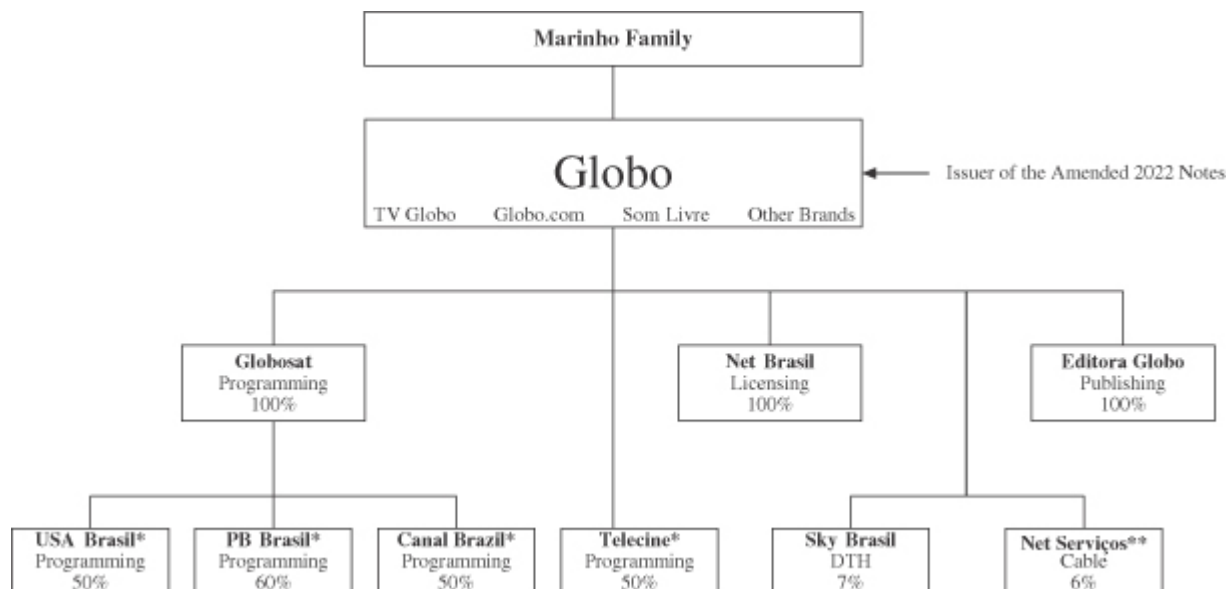 Marinho Family
Globo
TV Globo Globo.com Som Livre Other Brands
Issuer of the Amended 2022 Notes
Globosat
Programming
100%
Net Brasil
Licensing
100%
Editora Globo
Publishing
100%
USA Brasil*
Programming
50%
PB Brasil*
Programming
60%
Canal Brazil*
Programming
50%
Telecine*
Programming
50%
Sky Brasil
DTH
7%
Net Serviços**
Cable
6%